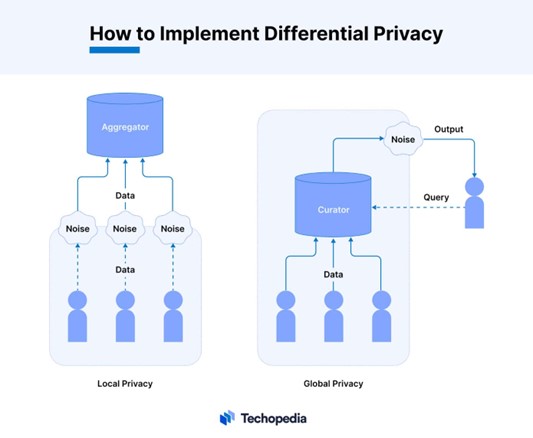 How to Implement Differential Privacy
Aggregator
Data
Noise
Noise
Noise
Data
Local Privacy
Noise
Output
Curator
Query
Data
Global Privacy
Techopedia